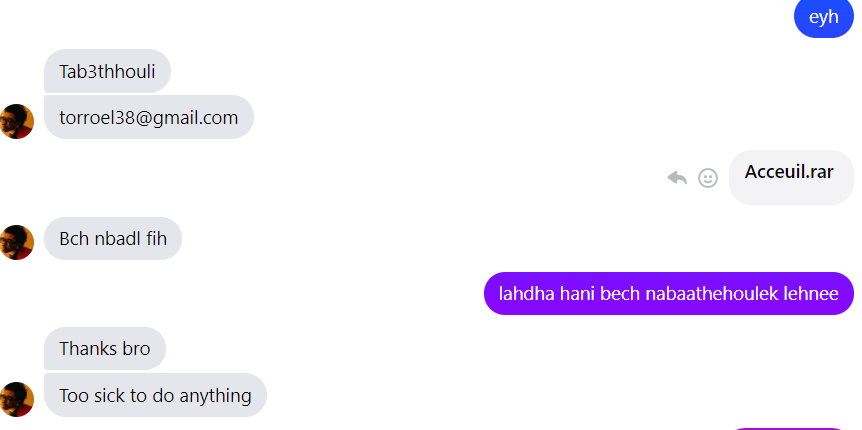 eyh
Tab3thhouli
torroel38@gmail.com
Acceuil.rar
Bch nbadl fih
lahdha hani bech nabaathehoulek lehnee
Thanks bro
Too sick to do anything